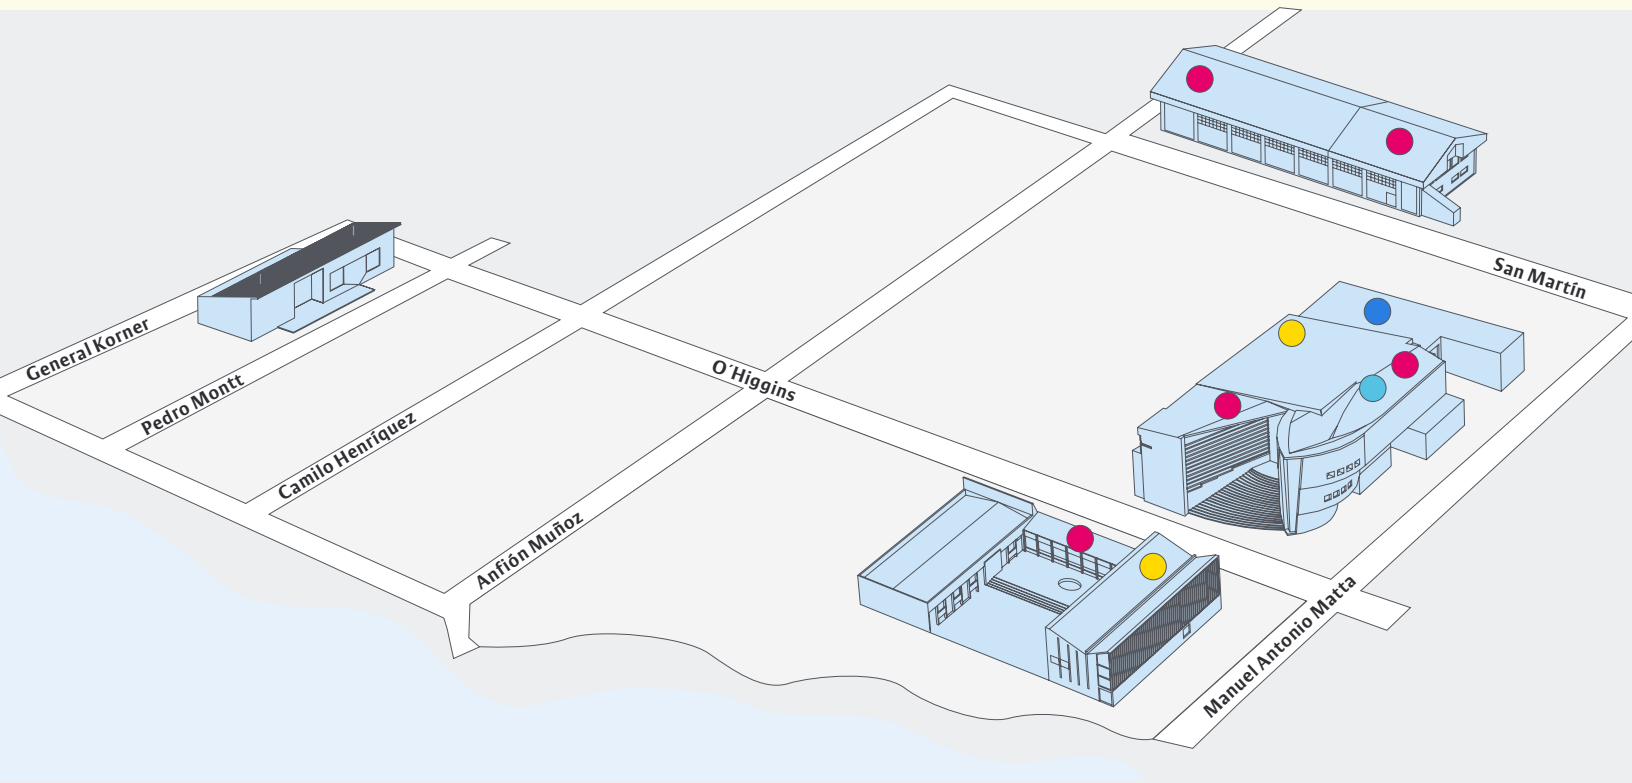 San Martín
General Korner
Pedro Montt
O´Higgins
Camilo Henríquez
Anfión Muñoz
Manuel Antonio Matta